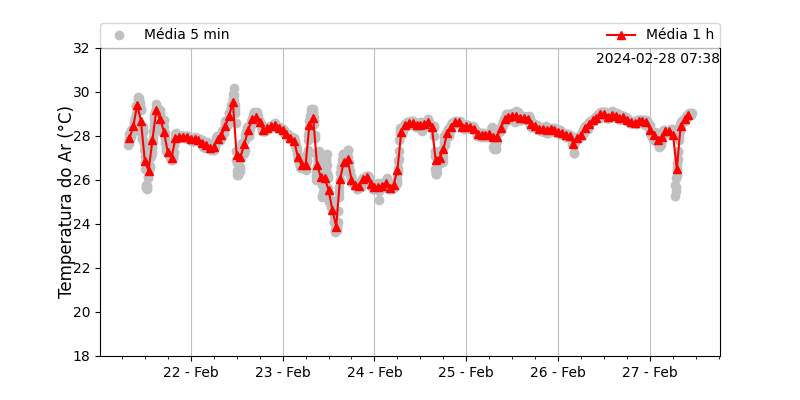 Média 5 min
Média 1 h
2024-02-28 07:38
Temperatura do Ar (°C)
32
30
28
26
24
22
20
18
22 - Feb
23 - Feb
24 - Feb
25 - Feb
26 - Feb
27 - Feb